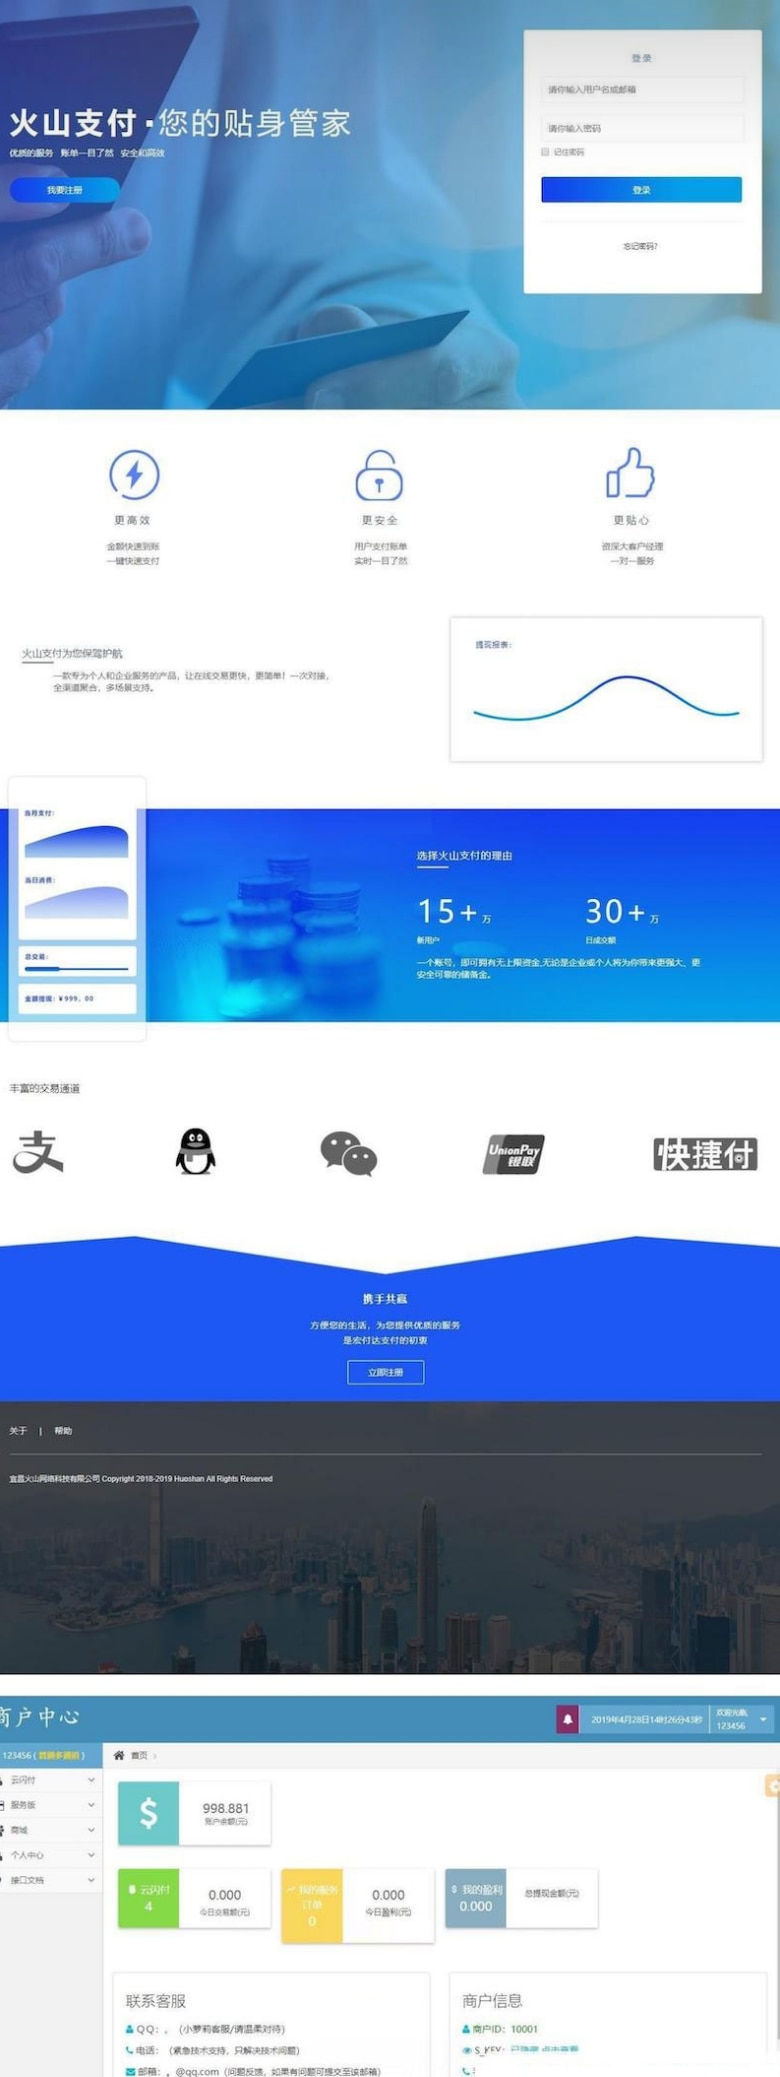 登录
请你输入用户名或邮箱
火山支付·您的贴身管家
请你输入密码
优质的服务 账单一目了然 安全和高效
记住密码
我要注册
登录
忘记密码?
更高效
更安全
更贴心
金额快速到账
用户支付账单
资深大客户经理
一键快速支付
实时一目了然
一对一服务
提现报表:
火山支付为您保驾护航
一款专为个人和企业服务的产品，让在线交易更快，更简单！一次对接，
全渠道聚合，多场景支持。
当月支付:
选择火山支付的理由
当日消费:
15+万
30+万
新用户
日成交额
总交易:
一个账号，即可拥有无上限资金,无论是企业或个人将为你带来更强大、更
安全可靠的储备金。
金额提现: ¥999, 00
丰富的交易通道
支
UnionPay
银联
快捷付
携手共赢
方便您的生活，为您提供优质的服务
是宏付达支付的初衷
立即注册
关于 | 帮助
宜昌火山网络科技有限公司 Copyright 2018-2019 Huoshan All Rights Reserved
商户中心
2019年4月28日14时26分43秒
欢迎光临,
123456
123456 (
首页
云闪付
服务版
998.881
账户余额(元)
商城
个人中心
接口文档
云闪付
4
0.000
今日交易额(元)
我的服务
订单
0
0.000
今日盈利(元)
我的盈利
0.000
总提现金额(元)
联系客服
商户信息
QQ: ， (小萝莉客服/请温柔对待)
商户ID: 10001
电话: (紧急技术支持，只解决技术问题)
S_KEY: 已隐藏 点击查看
邮箱: 。@qq.com (问题反馈，如果有问题可提交至该邮箱)